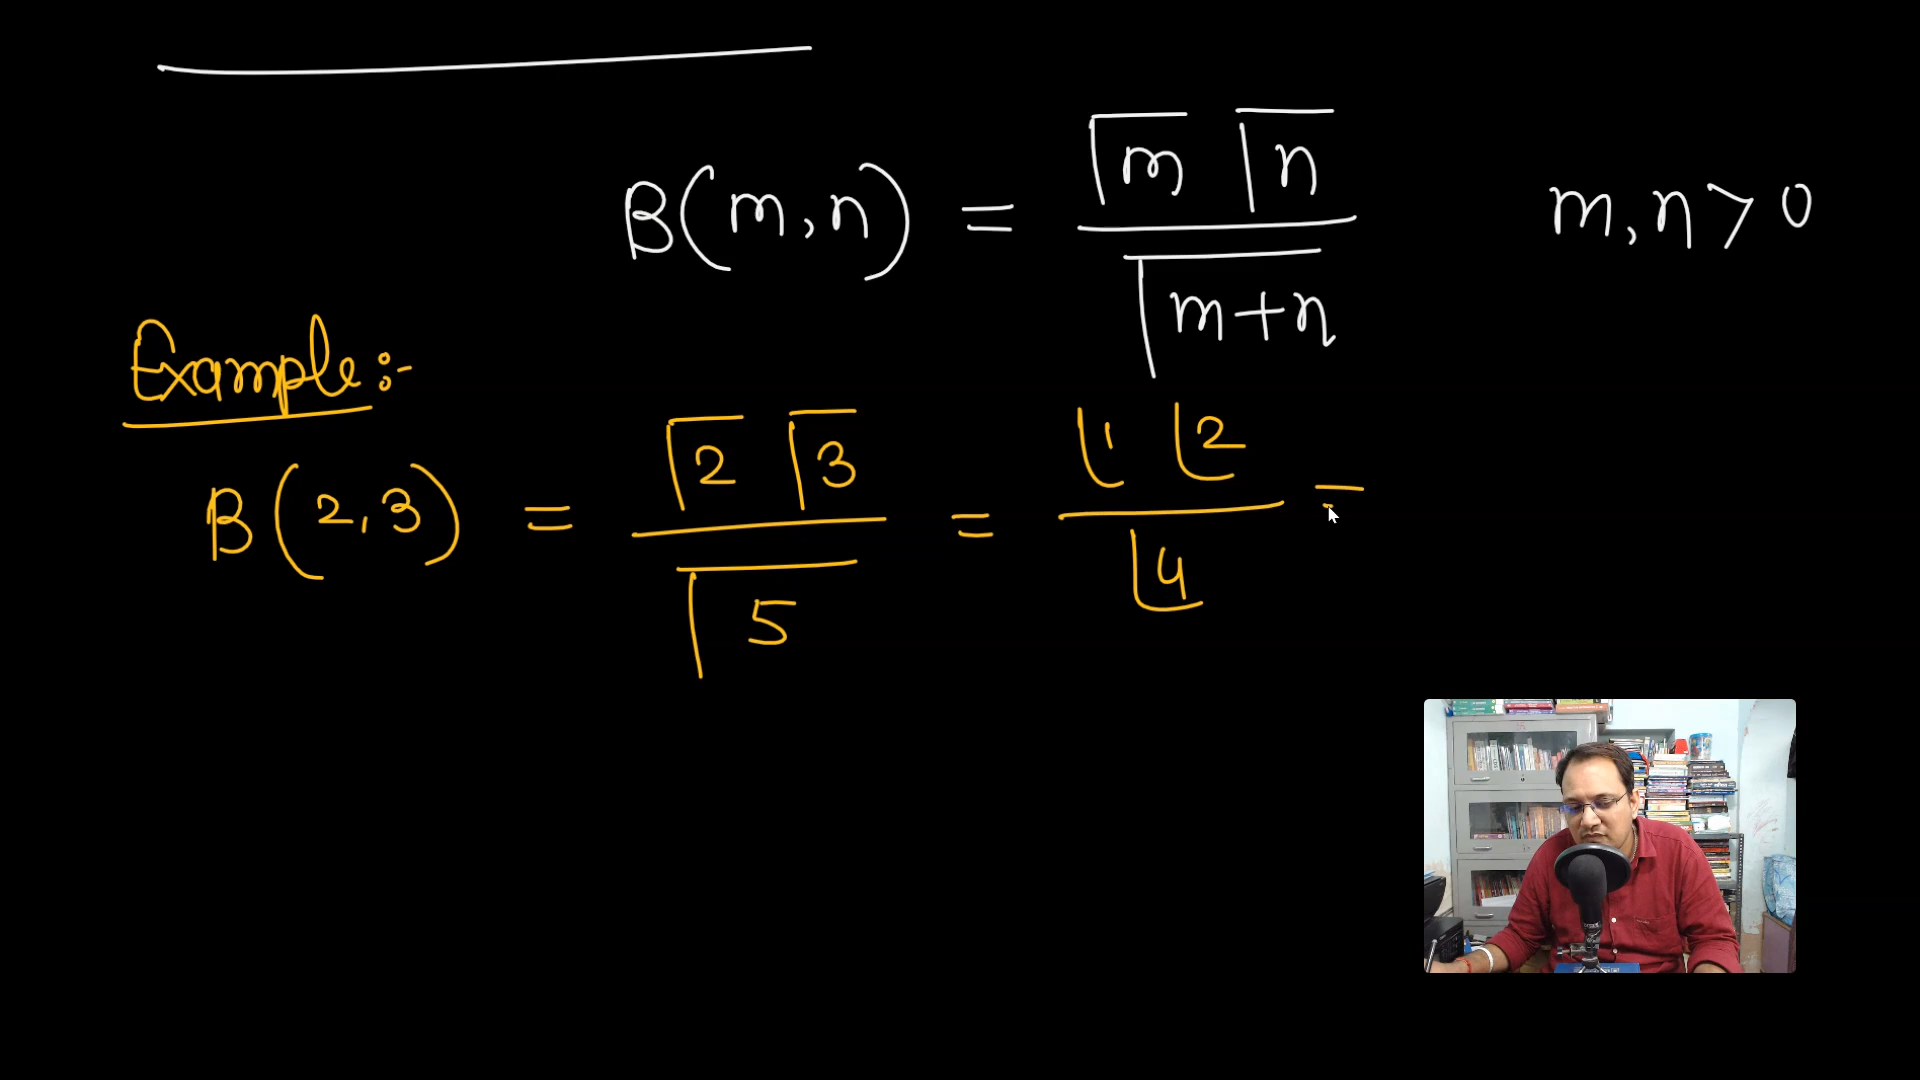 B(m,n) = Γm Γn / Γm+n    m,n > 0
Example:-
B(2,3) = Γ2 Γ3 / Γ5 = ⌊1 ⌊2 / ⌊4 =